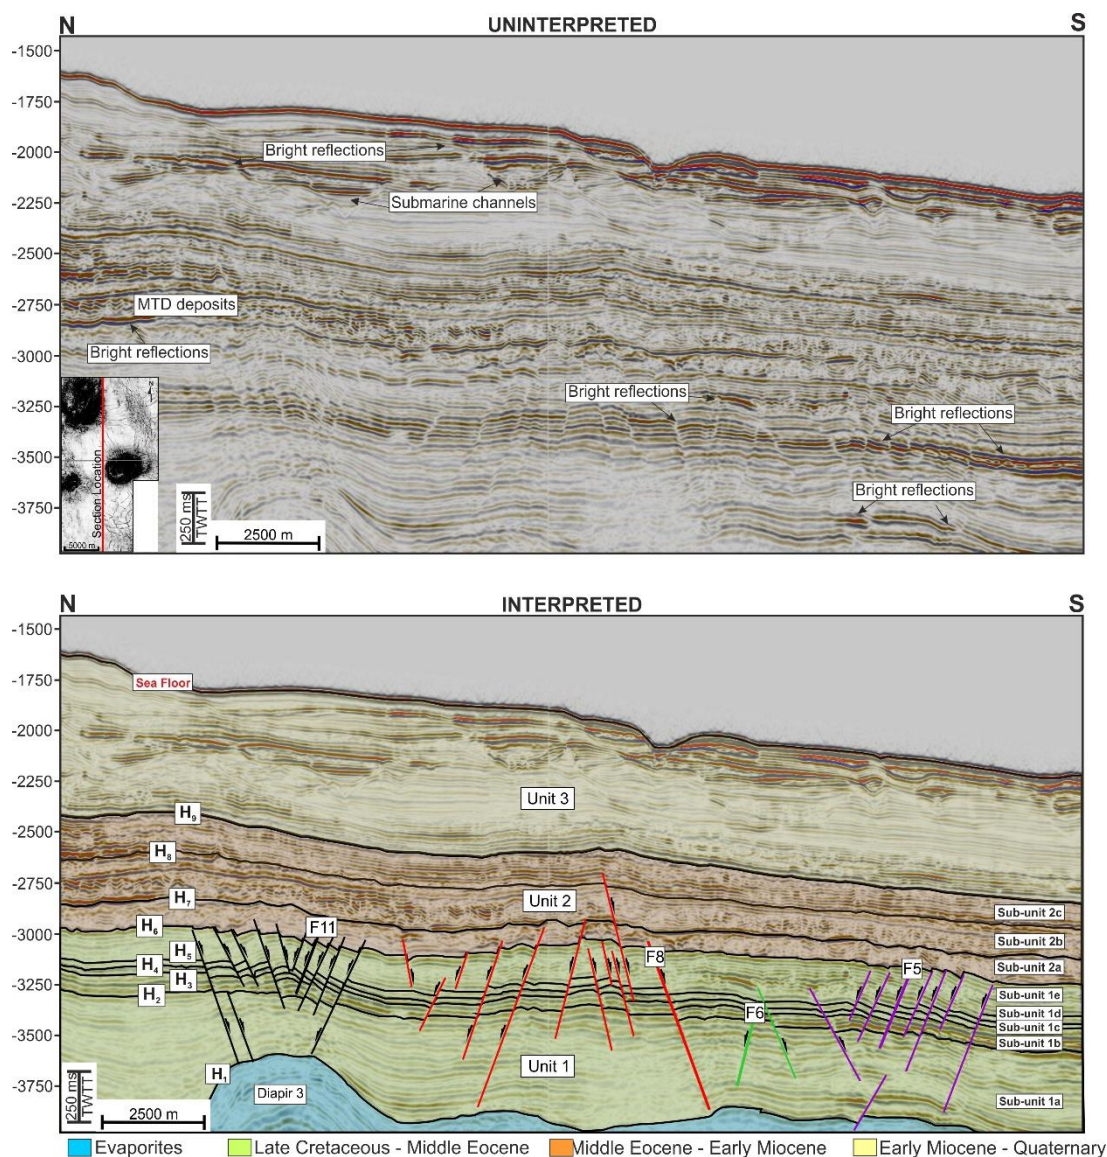 N UNINTERPRETED S
-1500
-1750
-2000
-2250
-2500
-2750
-3000
-3250
-3500
-3750
Bright reflections
Submarine channels
MTD deposits
Bright reflections
Bright reflections
Bright reflections
Bright reflections
Section Location
5000 m
250 ms
TWTT
2500 m
N INTERPRETED S
-1500
-1750
-2000
-2250
-2500
-2750
-3000
-3250
-3500
-3750
Sea Floor
Unit 3
H9
H8
H7
Unit 2
H6
F11
H5
H4
H3
H2
F8
F5
F6
H1
Unit 1
Diapir 3
Sub-unit 2c
Sub-unit 2b
Sub-unit 2a
Sub-unit 1e
Sub-unit 1d
Sub-unit 1c
Sub-unit 1b
Sub-unit 1a
250 ms
TWTT
2500 m
Evaporites Late Cretaceous - Middle Eocene Middle Eocene - Early Miocene Early Miocene - Quaternary